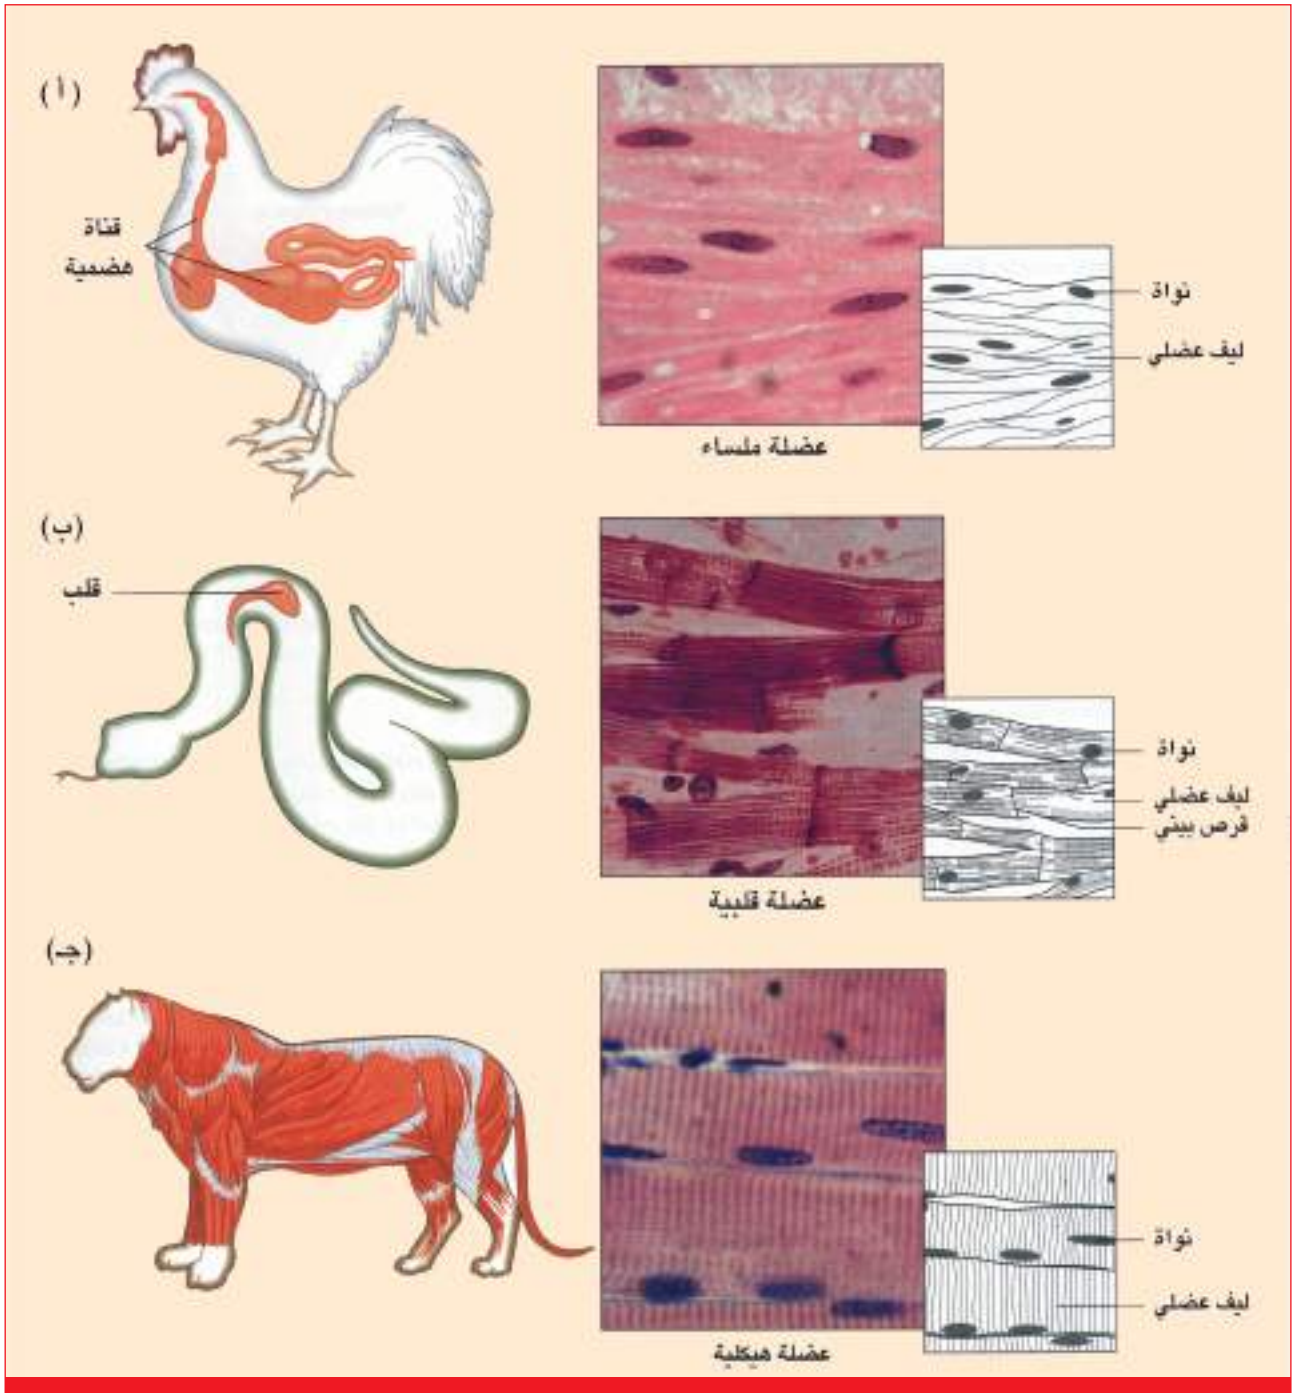 (أ)
قناة
هضمية
نواة
ليف عضلي
عضلة ملساء
(ب)
قلب
نواة
ليف عضلي
قرص بيني
عضلة قلبية
(جـ)
نواة
ليف عضلي
عضلة هيكلية